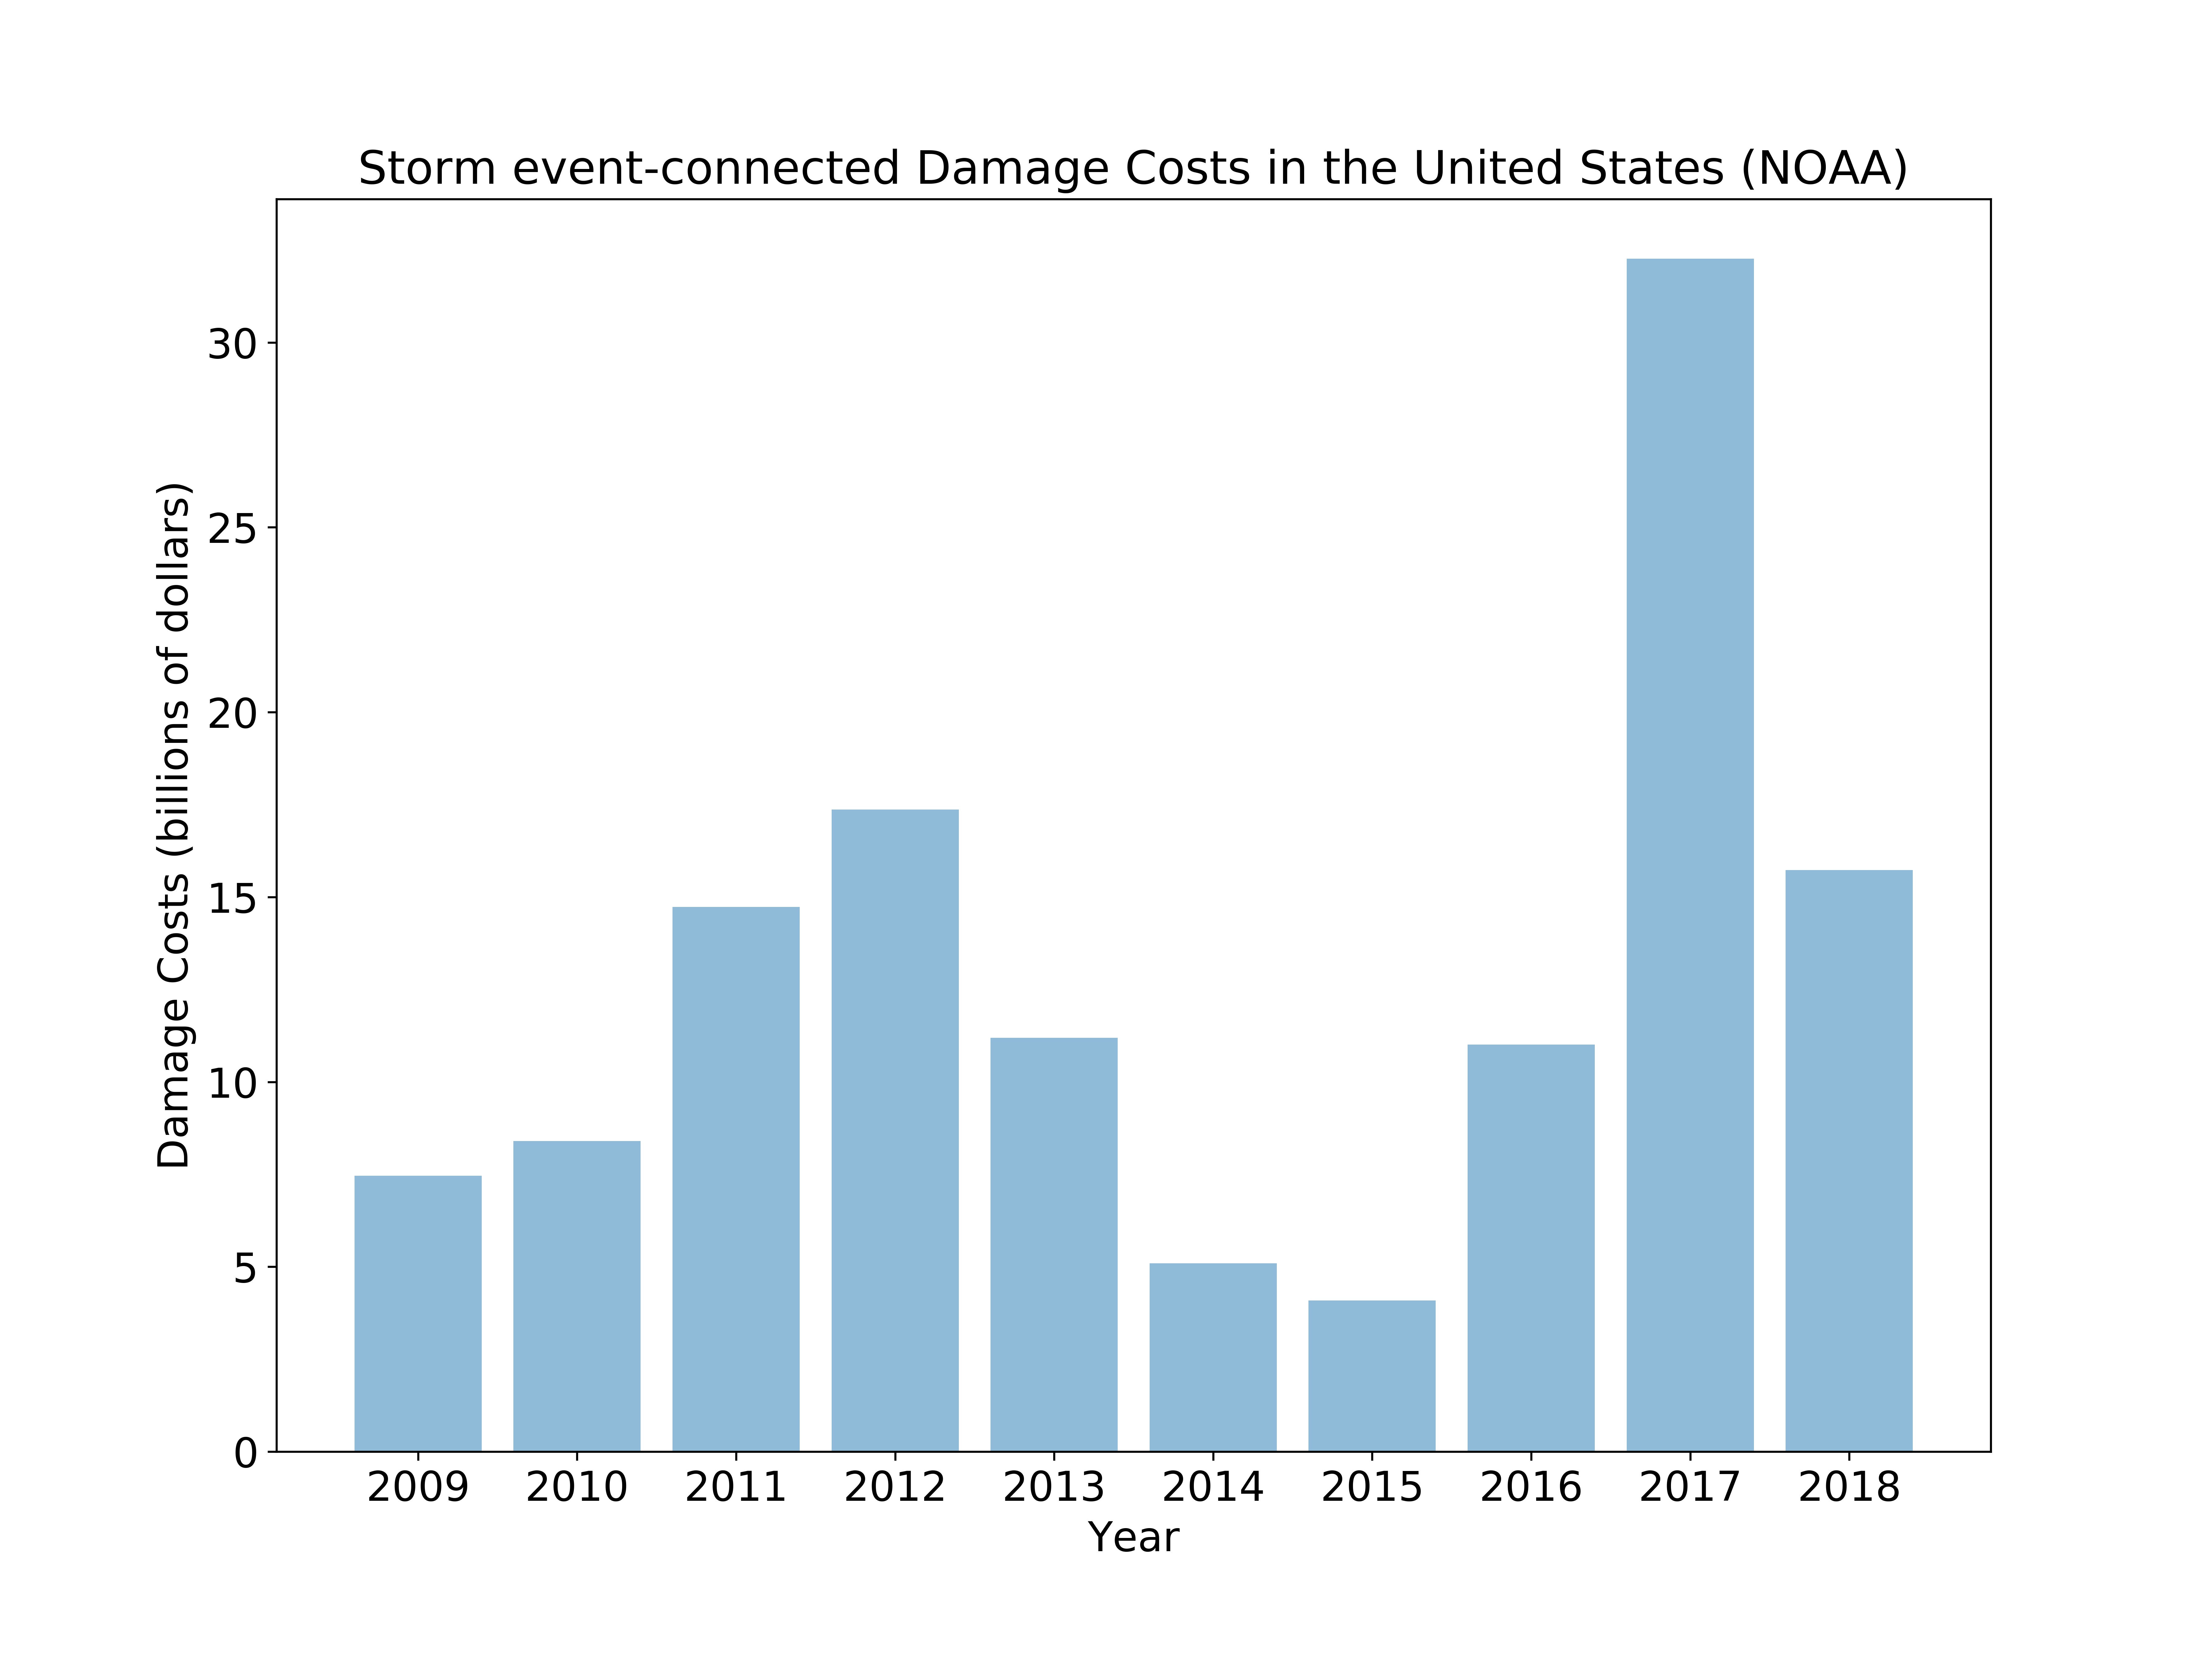 Storm event-connected Damage Costs in the United States (NOAA)
Damage Costs (billions of dollars)
30
25
20
15
10
5
0
2009 2010 2011 2012 2013 2014 2015 2016 2017 2018
Year